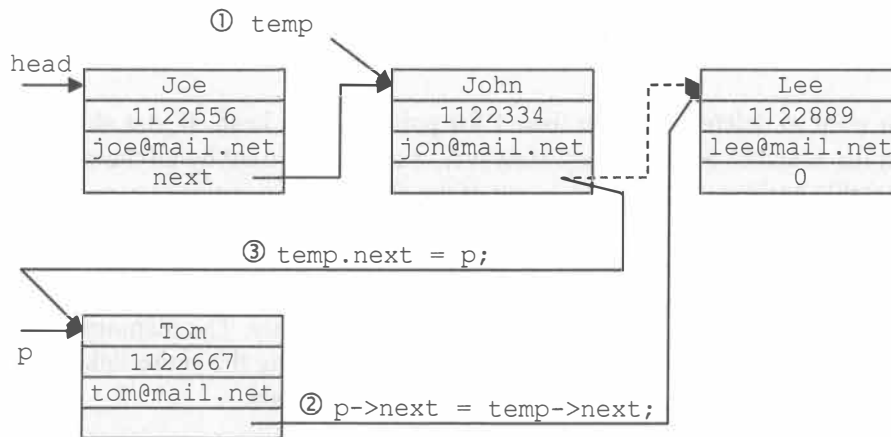 ① temp
head
Joe
1122556
joe@mail.net
next
John
1122334
jon@mail.net
Lee
1122889
lee@mail.net
0
③ temp.next = p;
p
Tom
1122667
tom@mail.net
② p->next = temp->next;